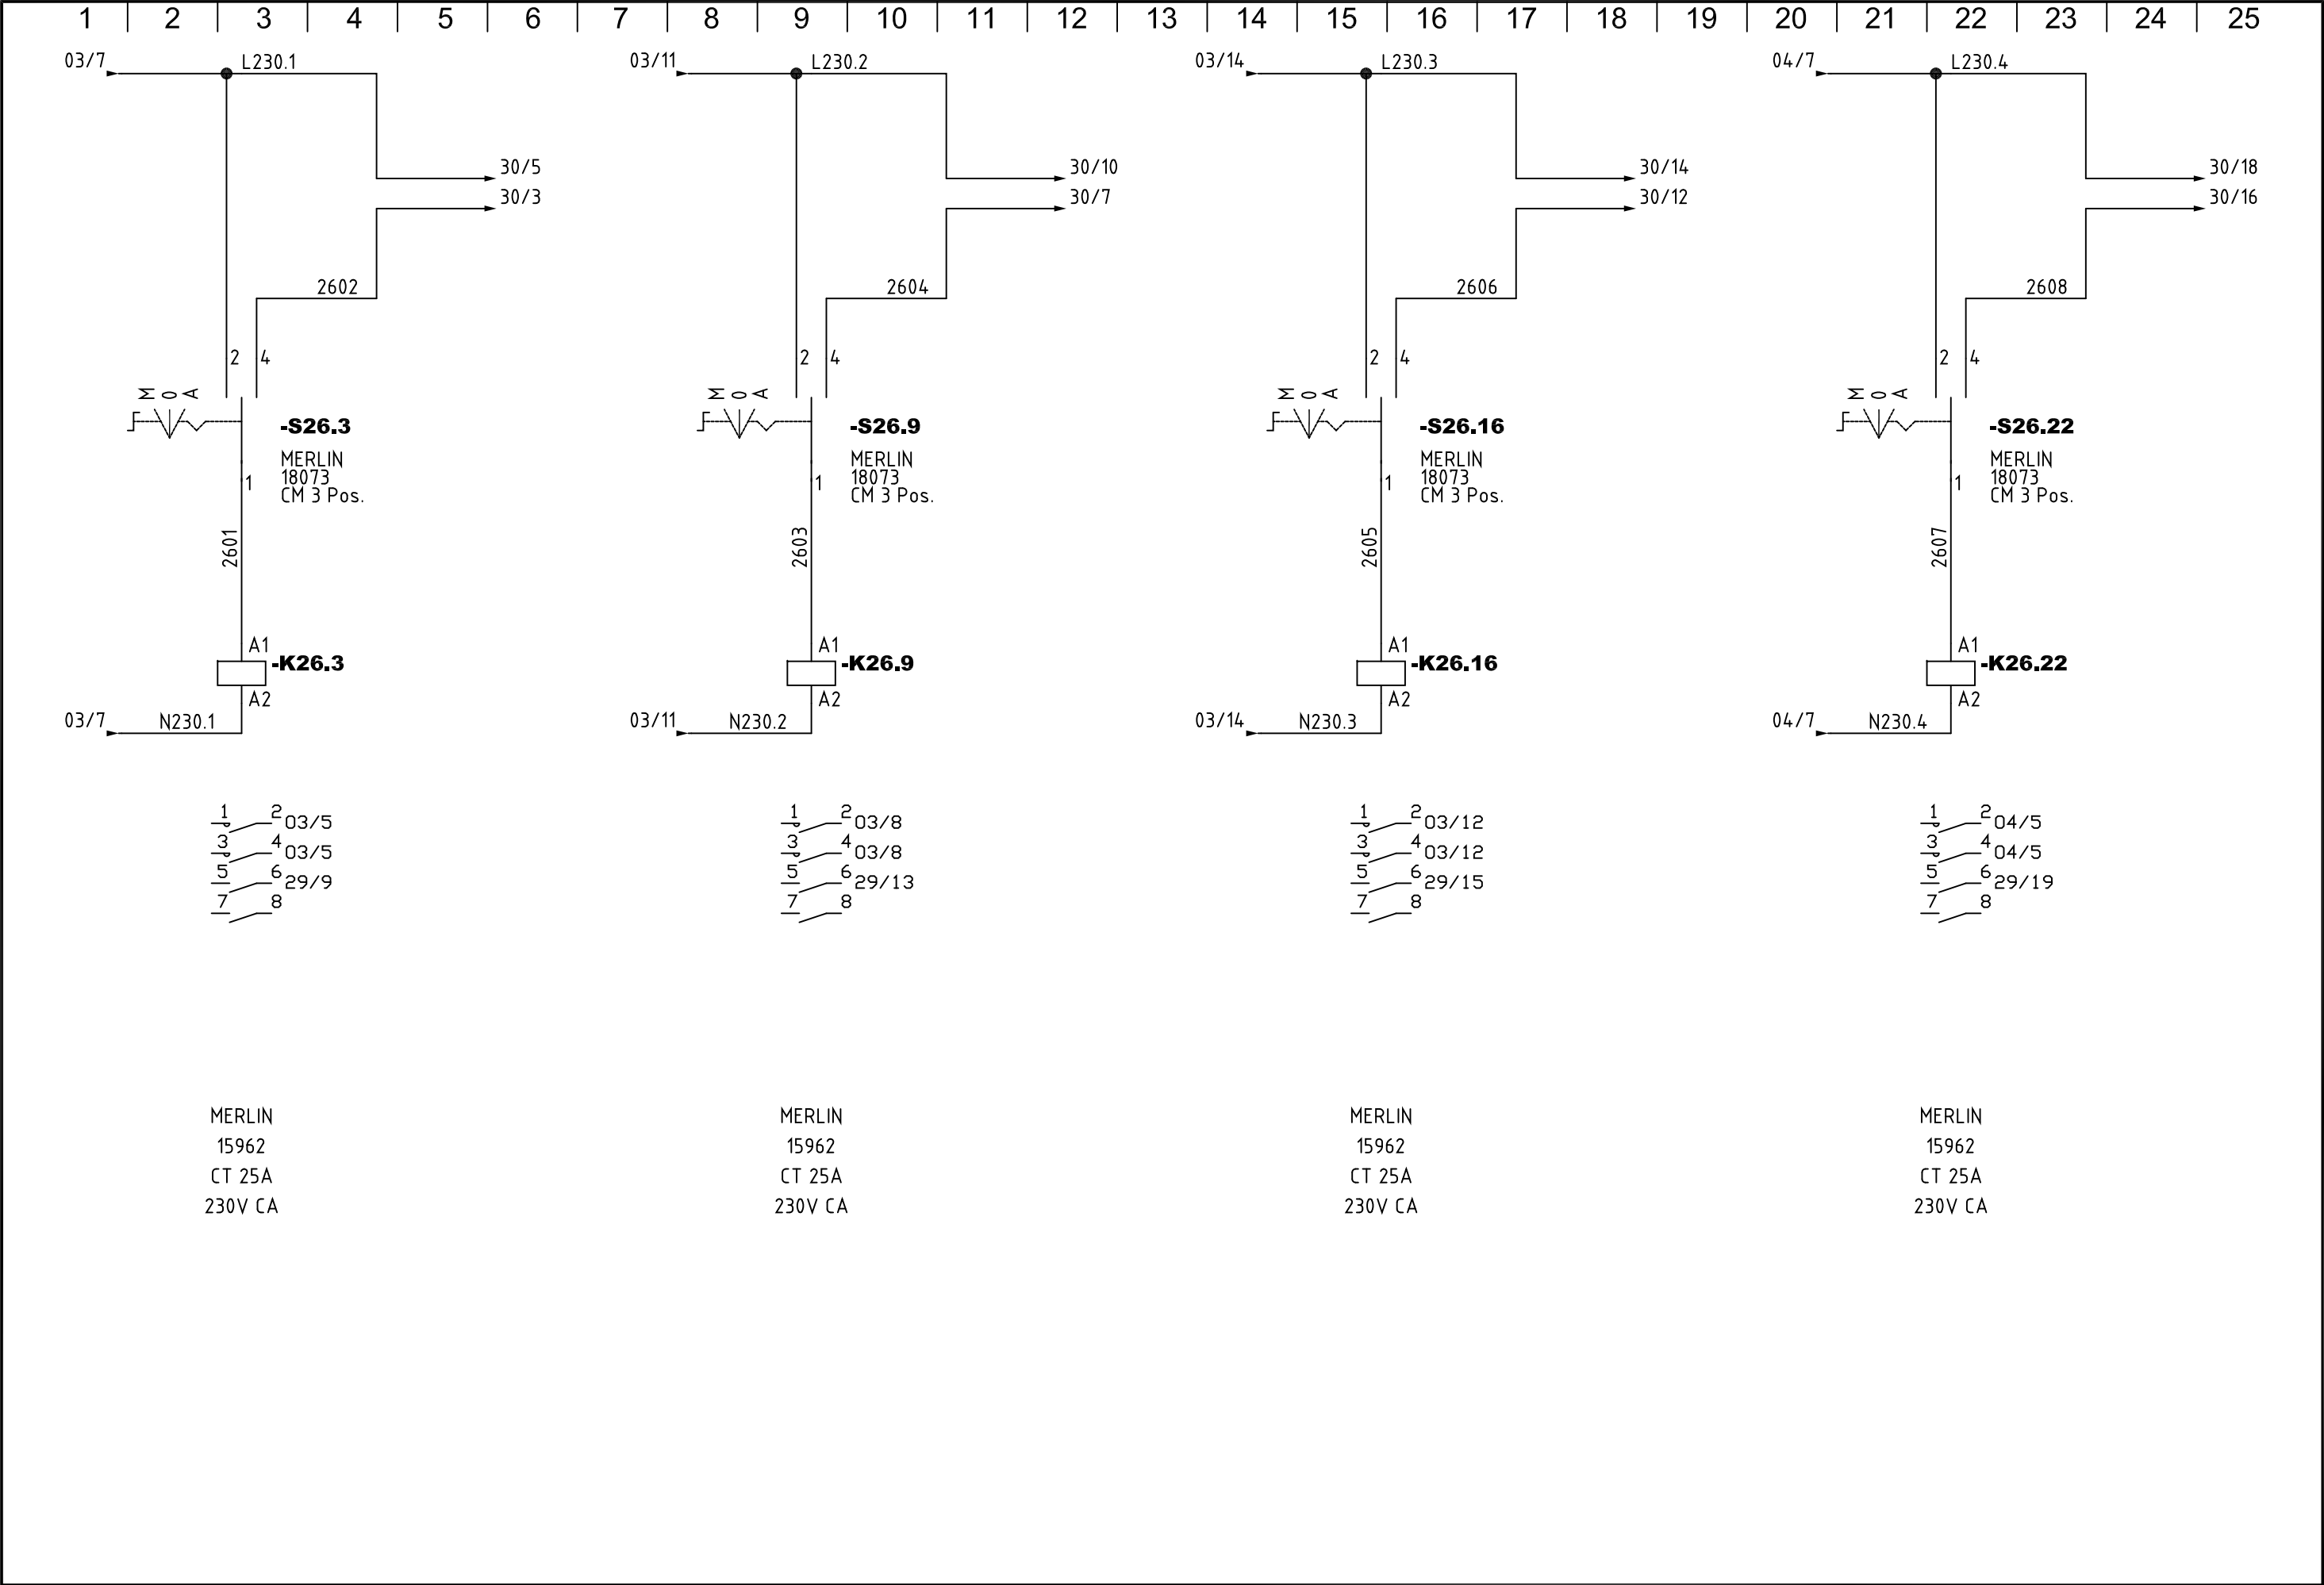 1 2 3 4 5 6 7 8 9 10 11 12 13 14 15 16 17 18 19 20 21 22 23 24 25
03/7 L230.1 03/11 L230.2 03/14 L230.3 04/7 L230.4
30/5 30/10 30/14 30/18
30/3 30/7 30/12 30/16
2602 2604 2606 2608
2 4 2 4 2 4 2 4
M 0 A M 0 A M 0 A M 0 A
-S26.3 -S26.9 -S26.16 -S26.22
MERLIN MERLIN MERLIN MERLIN
1 18073 1 18073 1 18073 1 18073
CM 3 Pos. CM 3 Pos. CM 3 Pos. CM 3 Pos.
2601 2603 2605 2607
A1 A1 A1 A1
-K26.3 -K26.9 -K26.16 -K26.22
A2 A2 A2 A2
03/7 N230.1 03/11 N230.2 03/14 N230.3 04/7 N230.4
1 2 03/5 1 2 03/8 1 2 03/12 1 2 04/5
3 4 03/5 3 4 03/8 3 4 03/12 3 4 04/5
5 6 29/9 5 6 29/13 5 6 29/15 5 6 29/19
7 8 7 8 7 8 7 8
MERLIN MERLIN MERLIN MERLIN
15962 15962 15962 15962
CT 25A CT 25A CT 25A CT 25A
230V CA 230V CA 230V CA 230V CA